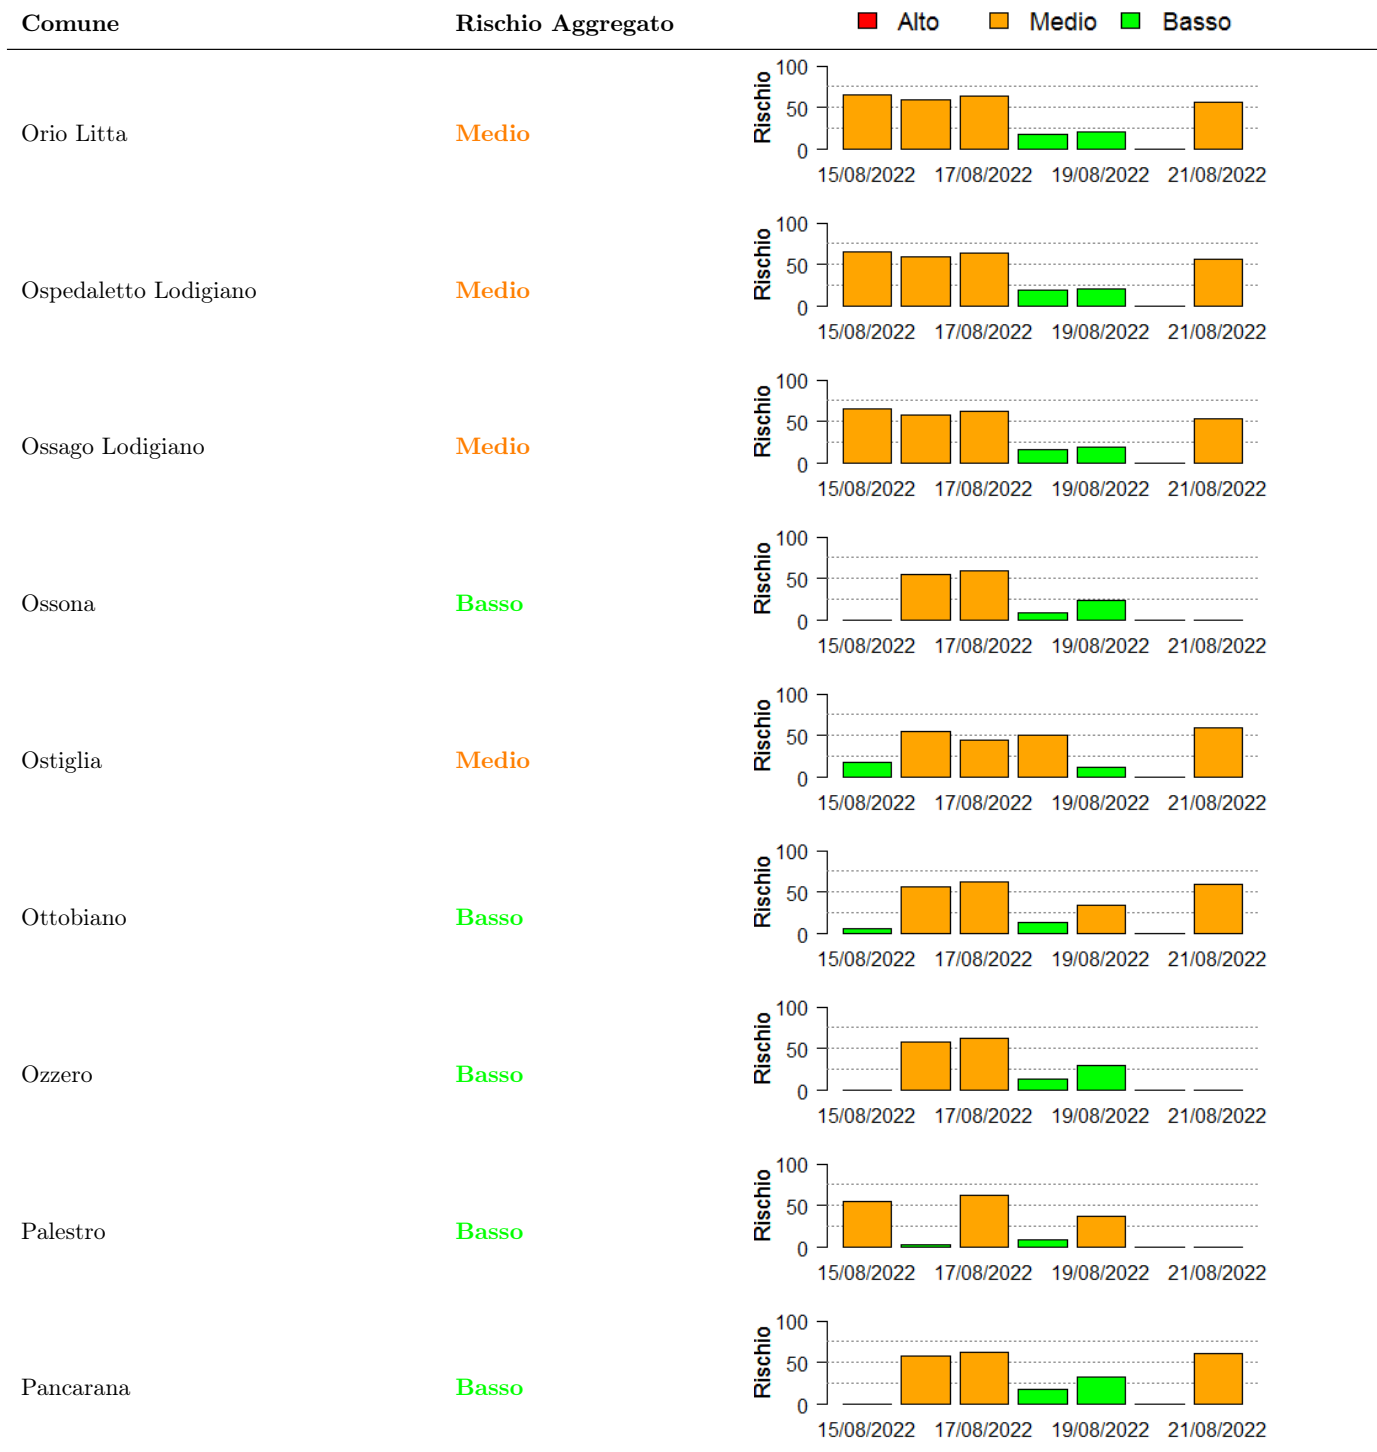 Comune Rischio Aggregato Alto Medio Basso
100
50
0
Rischio
Orio Litta Medio
15/08/2022 17/08/2022 19/08/2022 21/08/2022
100
50
0
Rischio
Ospedaletto Lodigiano Medio
15/08/2022 17/08/2022 19/08/2022 21/08/2022
100
50
0
Rischio
Ossago Lodigiano Medio
15/08/2022 17/08/2022 19/08/2022 21/08/2022
100
50
0
Rischio
Ossona Basso
15/08/2022 17/08/2022 19/08/2022 21/08/2022
100
50
0
Rischio
Ostiglia Medio
15/08/2022 17/08/2022 19/08/2022 21/08/2022
100
50
0
Rischio
Ottobiano Basso
15/08/2022 17/08/2022 19/08/2022 21/08/2022
100
50
0
Rischio
Ozzero Basso
15/08/2022 17/08/2022 19/08/2022 21/08/2022
100
50
0
Rischio
Palestro Basso
15/08/2022 17/08/2022 19/08/2022 21/08/2022
100
50
0
Rischio
Pancarana Basso
15/08/2022 17/08/2022 19/08/2022 21/08/2022